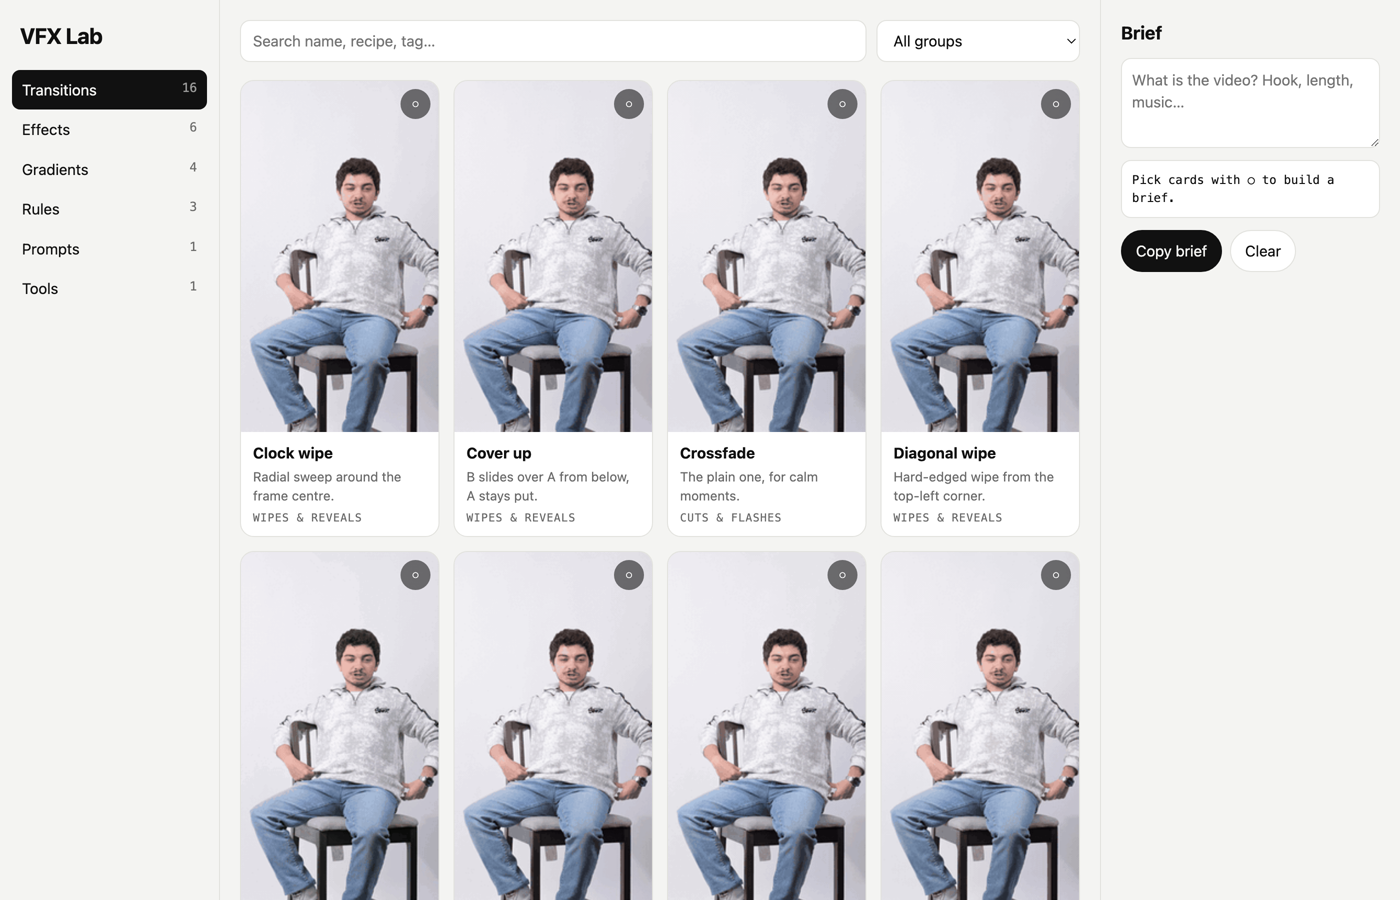 VFX Lab
Transitions 16
Effects 6
Gradients 4
Rules 3
Prompts 1
Tools 1
Search name, recipe, tag...
All groups
Clock wipe
Radial sweep around the
frame centre.
WIPES & REVEALS
Cover up
B slides over A from below,
A stays put.
WIPES & REVEALS
Crossfade
The plain one, for calm
moments.
CUTS & FLASHES
Diagonal wipe
Hard-edged wipe from the
top-left corner.
WIPES & REVEALS
Brief
What is the video? Hook, length,
music...
Pick cards with ○ to build a
brief.
Copy brief
Clear